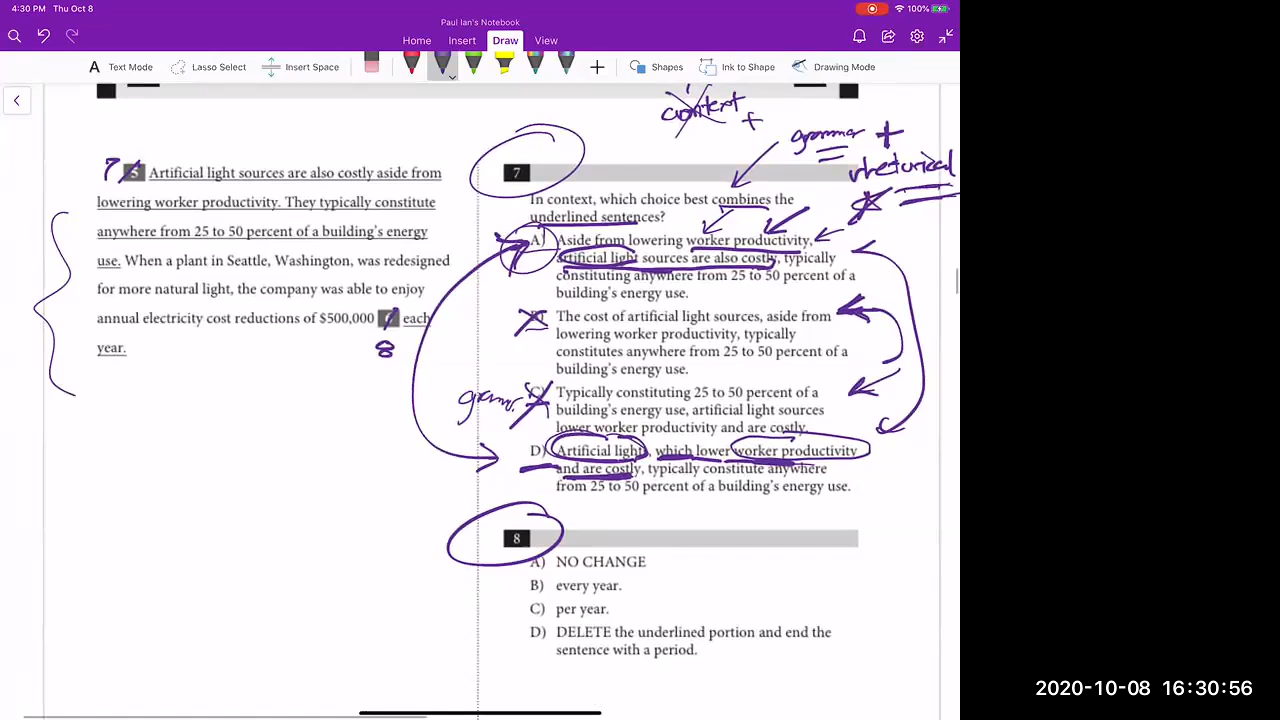 4:30 PM Thu Oct 8
100%
Paul Ian's Notebook
Home Insert Draw View
Text Mode Lasso Select Insert Space Shapes Ink to Shape Drawing Mode
context +
grammar +
rhetorical
7 5 Artificial light sources are also costly aside from
lowering worker productivity. They typically constitute
anywhere from 25 to 50 percent of a building's energy
use. When a plant in Seattle, Washington, was redesigned
for more natural light, the company was able to enjoy
annual electricity cost reductions of $500,000 each
8
year.
7
In context, which choice best combines the
underlined sentences?
A) Aside from lowering worker productivity,
artificial light sources are also costly, typically
constituting anywhere from 25 to 50 percent of a
building's energy use.
B) The cost of artificial light sources, aside from
lowering worker productivity, typically
constitutes anywhere from 25 to 50 percent of a
building's energy use.
C) Typically constituting 25 to 50 percent of a
building's energy use, artificial light sources
lower worker productivity and are costly.
D) Artificial light, which lower worker productivity
and are costly, typically constitute anywhere
from 25 to 50 percent of a building's energy use.
8
A) NO CHANGE
B) every year.
C) per year.
D) DELETE the underlined portion and end the
sentence with a period.
2020-10-08 16:30:56